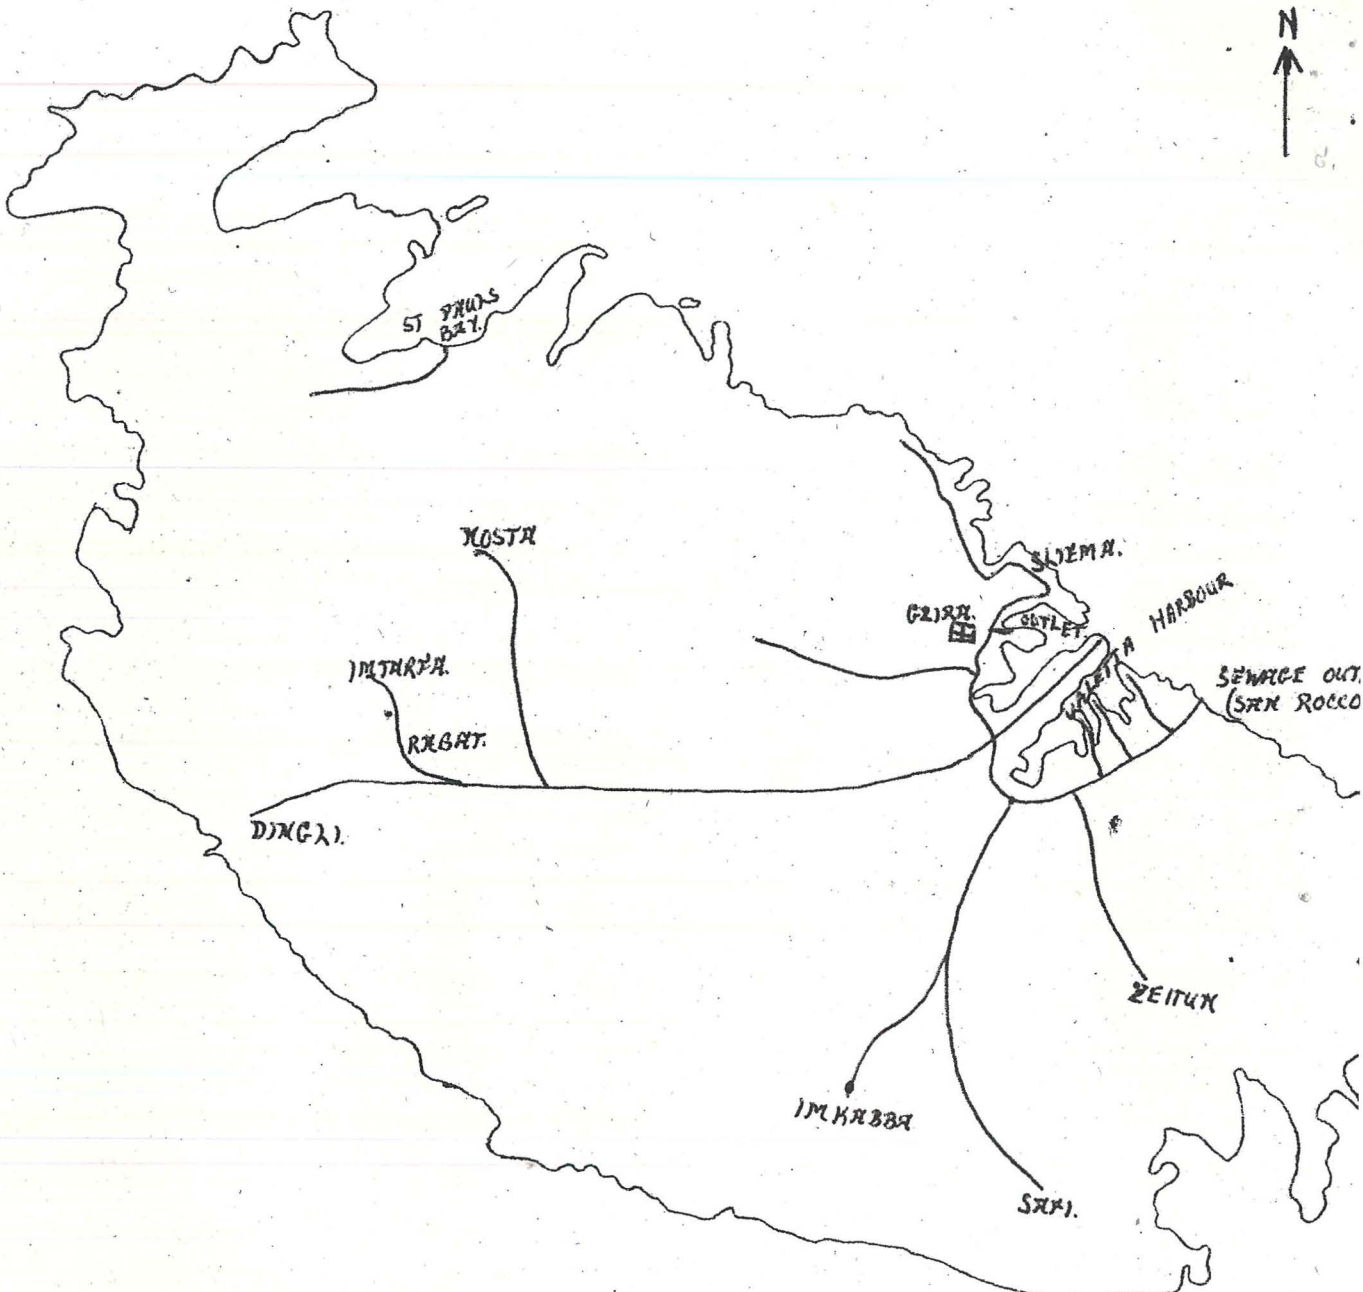 N
ST PAULS
BAY.
MOSTA
SLIEMA.
HARBOUR
GZIRA.
OUTLET
VALETTA
IMTARFA.
SEWAGE OUT.
(SAN ROCCO
RABAT.
DINGLI.
ZEITUN
IMKABBA
SAFI.